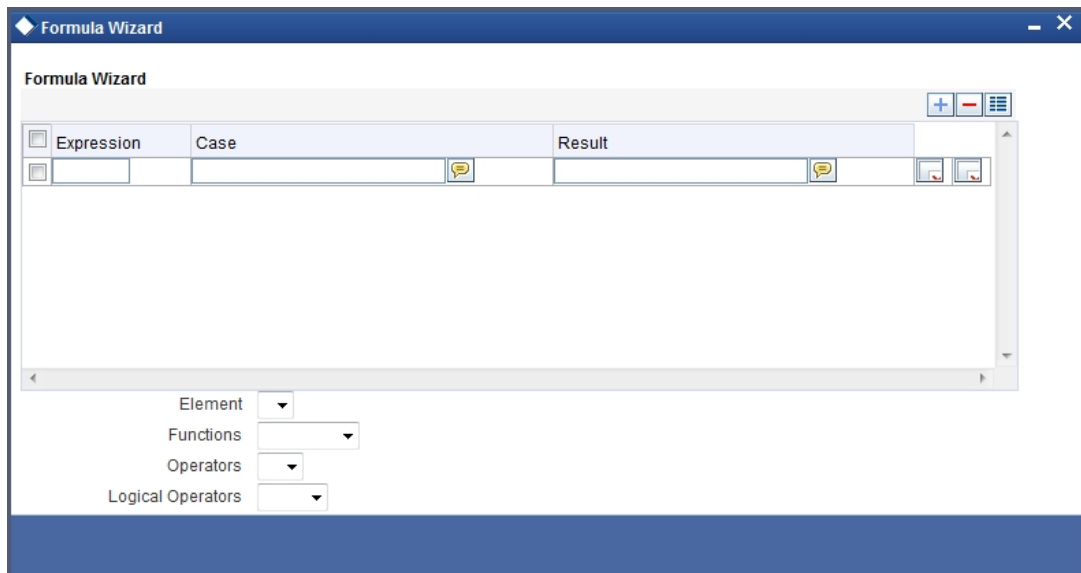 Formula Wizard
Formula Wizard
Expression Case Result
Element
Functions
Operators
Logical Operators